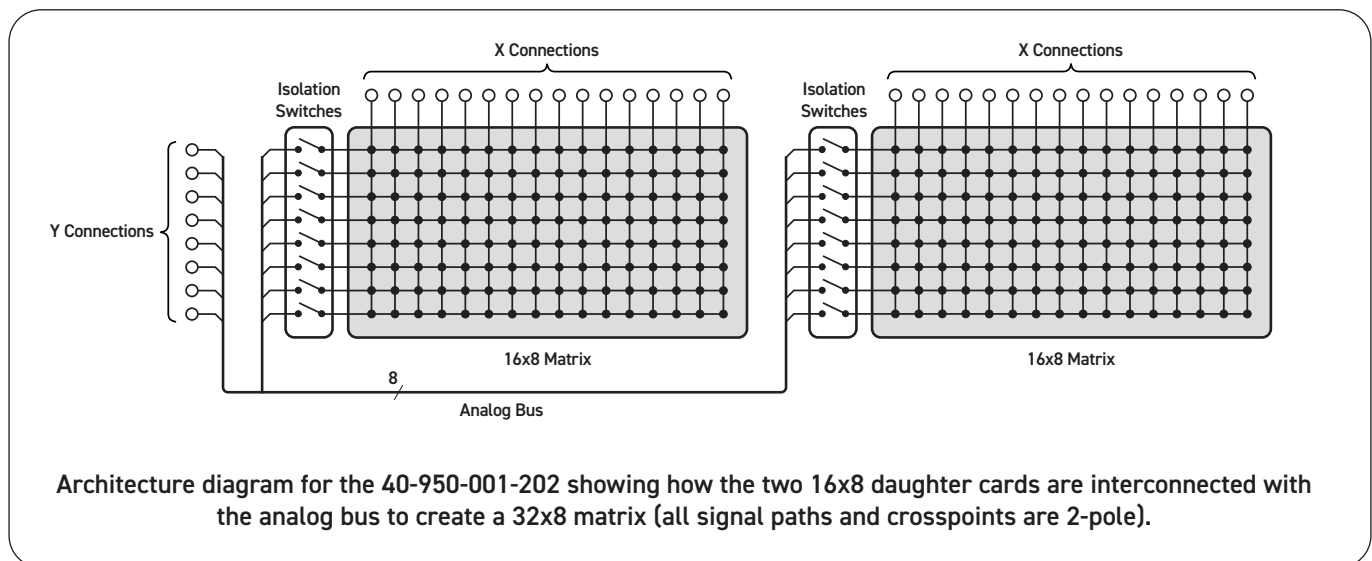 X Connections
X Connections
Isolation
Switches
Isolation
Switches
Y Connections
16x8 Matrix
16x8 Matrix
8
Analog Bus
Architecture diagram for the 40-950-001-202 showing how the two 16x8 daughter cards are interconnected with
the analog bus to create a 32x8 matrix (all signal paths and crosspoints are 2-pole).